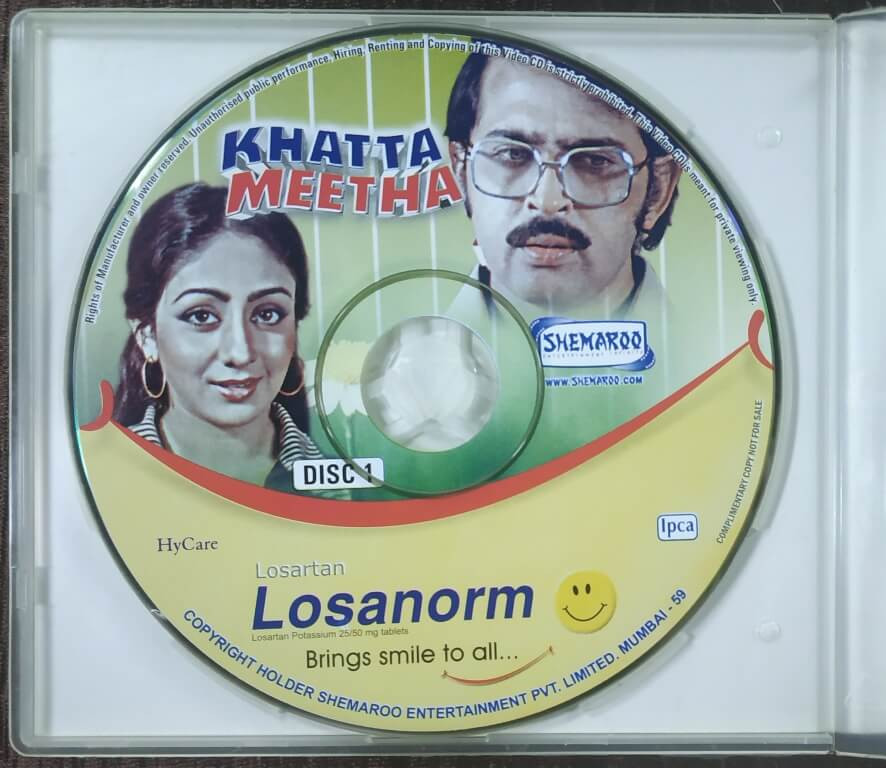 Rights of Manufacturer and owner reserved. Unauthorised public performance, Hiring, Renting and Copying of this Video CD is strictly prohibited. This Video CD is meant for private viewing only.
KHATTA
MEETHA
SHEMAROO
WWW.SHEMAROO.COM
DISC 1
COMPLIMENTARY COPY NOT FOR SALE
Ipca
HyCare
Losartan
Losanorm
Losartan Potassium 25/50 mg tablets
Brings smile to all...
COPYRIGHT HOLDER SHEMAROO ENTERTAINMENT PVT. LIMITED. MUMBAI - 59